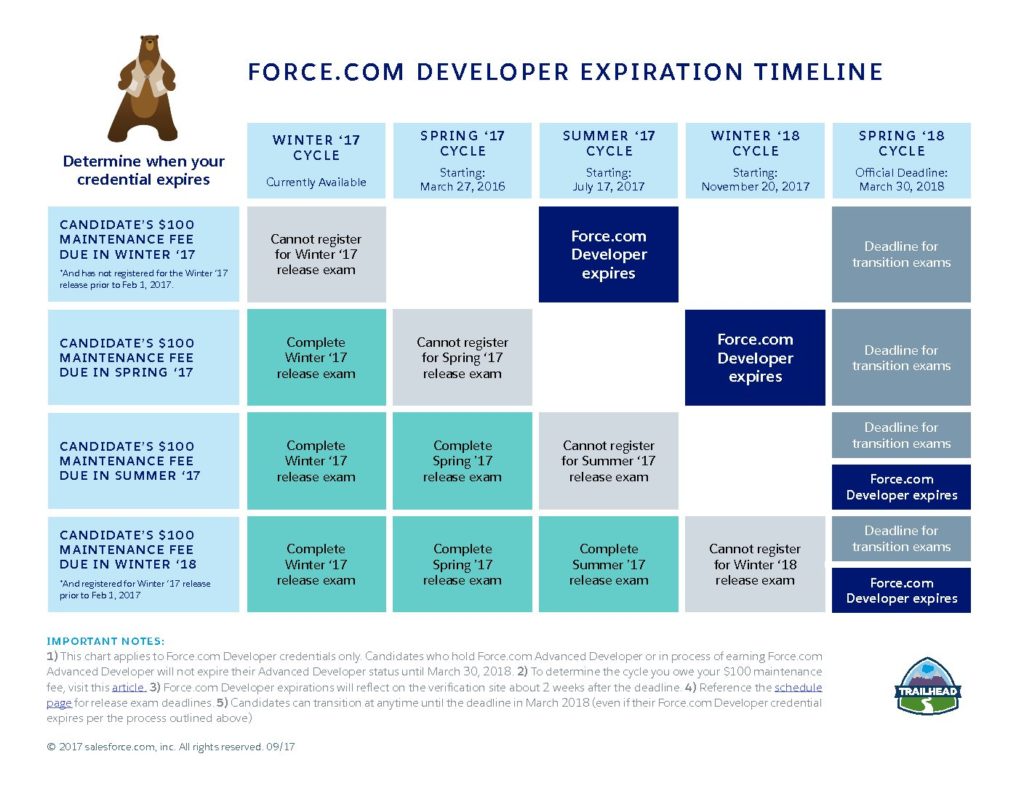 FORCE.COM DEVELOPER EXPIRATION TIMELINE
Determine when your
credential expires
WINTER ‘17
CYCLE
Currently Available
SPRING ‘17
CYCLE
Starting:
March 27, 2016
SUMMER ‘17
CYCLE
Starting:
July 17, 2017
WINTER ‘18
CYCLE
Starting:
November 20, 2017
SPRING ‘18
CYCLE
Official Deadline:
March 30, 2018
CANDIDATE’S $100
MAINTENANCE FEE
DUE IN WINTER ‘17
*And has not registered for the Winter ‘17
release prior to Feb 1, 2017.
Cannot register
for Winter ‘17
release exam
Force.com
Developer
expires
Deadline for
transition exams
CANDIDATE’S $100
MAINTENANCE FEE
DUE IN SPRING ‘17
Complete
Winter ‘17
release exam
Cannot register
for Spring ‘17
release exam
Force.com
Developer
expires
Deadline for
transition exams
CANDIDATE’S $100
MAINTENANCE FEE
DUE IN SUMMER ‘17
Complete
Winter ‘17
release exam
Complete
Spring ’17
release exam
Cannot register
for Summer ‘17
release exam
Deadline for
transition exams
Force.com
Developer expires
CANDIDATE’S $100
MAINTENANCE FEE
DUE IN WINTER ‘18
*And registered for Winter ‘17 release
prior to Feb 1, 2017
Complete
Winter ‘17
release exam
Complete
Spring ’17
release exam
Complete
Summer ’17
release exam
Cannot register
for Winter ‘18
release exam
Deadline for
transition exams
Force.com
Developer expires
IMPORTANT NOTES:
1) This chart applies to Force.com Developer credentials only. Candidates who hold Force.com Advanced Developer or in process of earning Force.com
Advanced Developer will not expire their Advanced Developer status until March 30, 2018. 2) To determine the cycle you owe your $100 maintenance
fee, visit this article. 3) Force.com Developer expirations will reflect on the verification site about 2 weeks after the deadline. 4) Reference the schedule
page for release exam deadlines. 5) Candidates can transition at anytime until the deadline in March 2018 (even if their Force.com Developer credential
expires per the process outlined above)
TRAILHEAD
© 2017 salesforce.com, inc. All rights reserved. 09/17